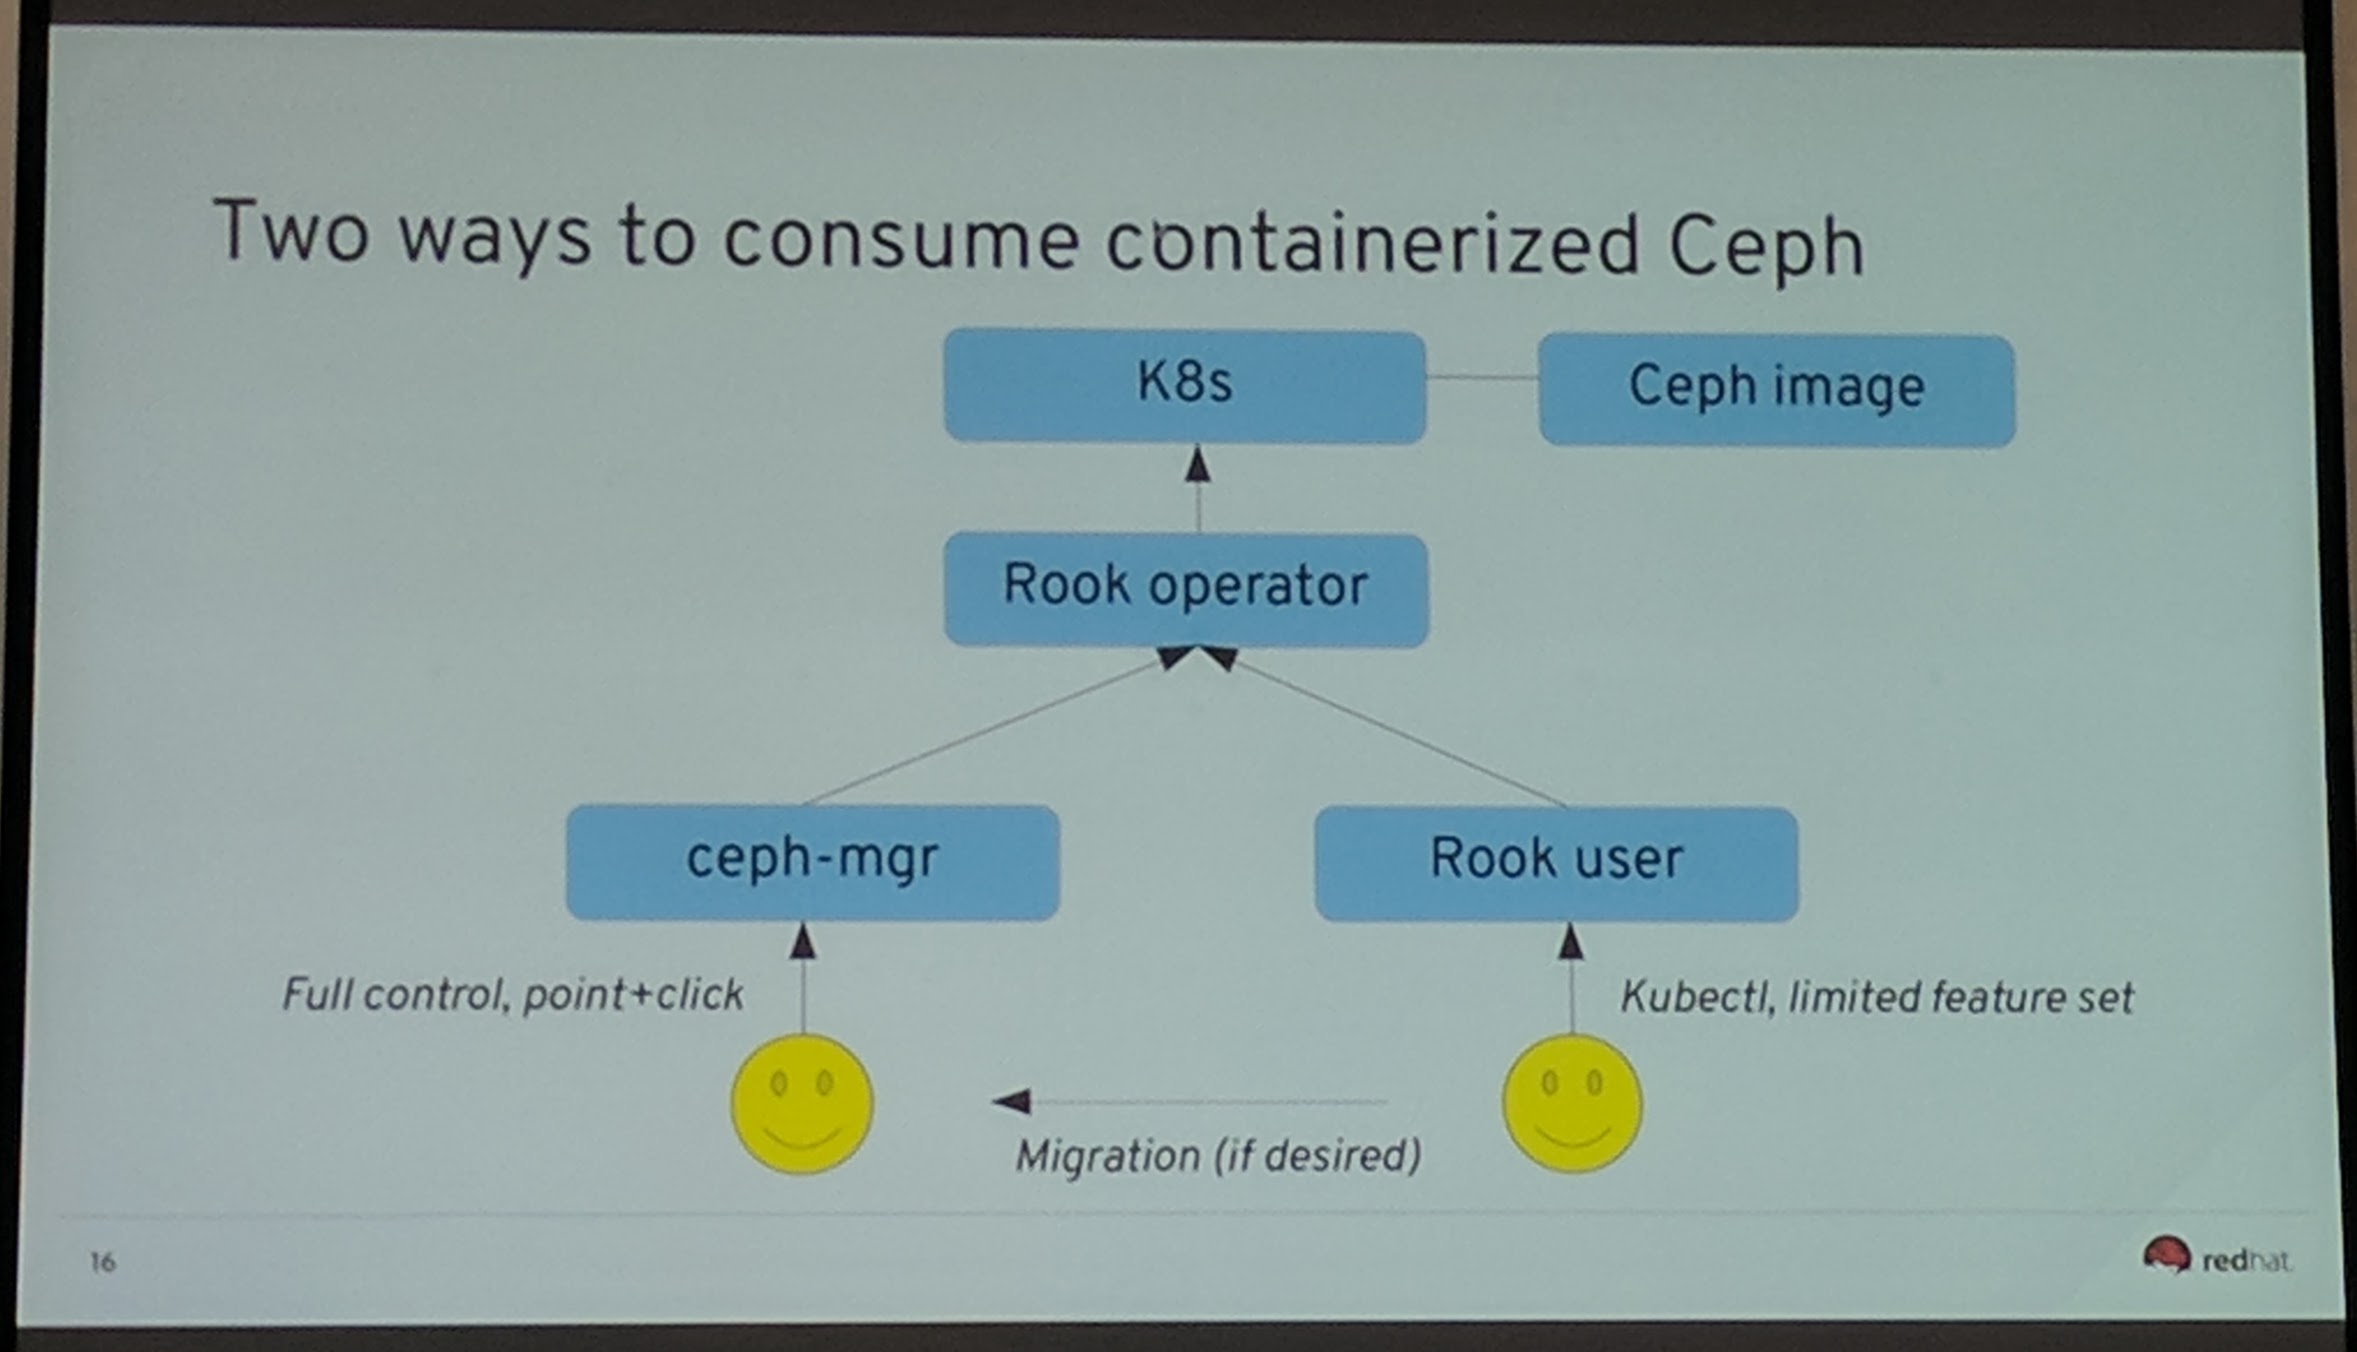 Two ways to consume containerized Ceph
K8s
Ceph image
Rook operator
ceph-mgr
Rook user
Full control, point+click
Kubectl, limited feature set
Migration (if desired)
16
redhat